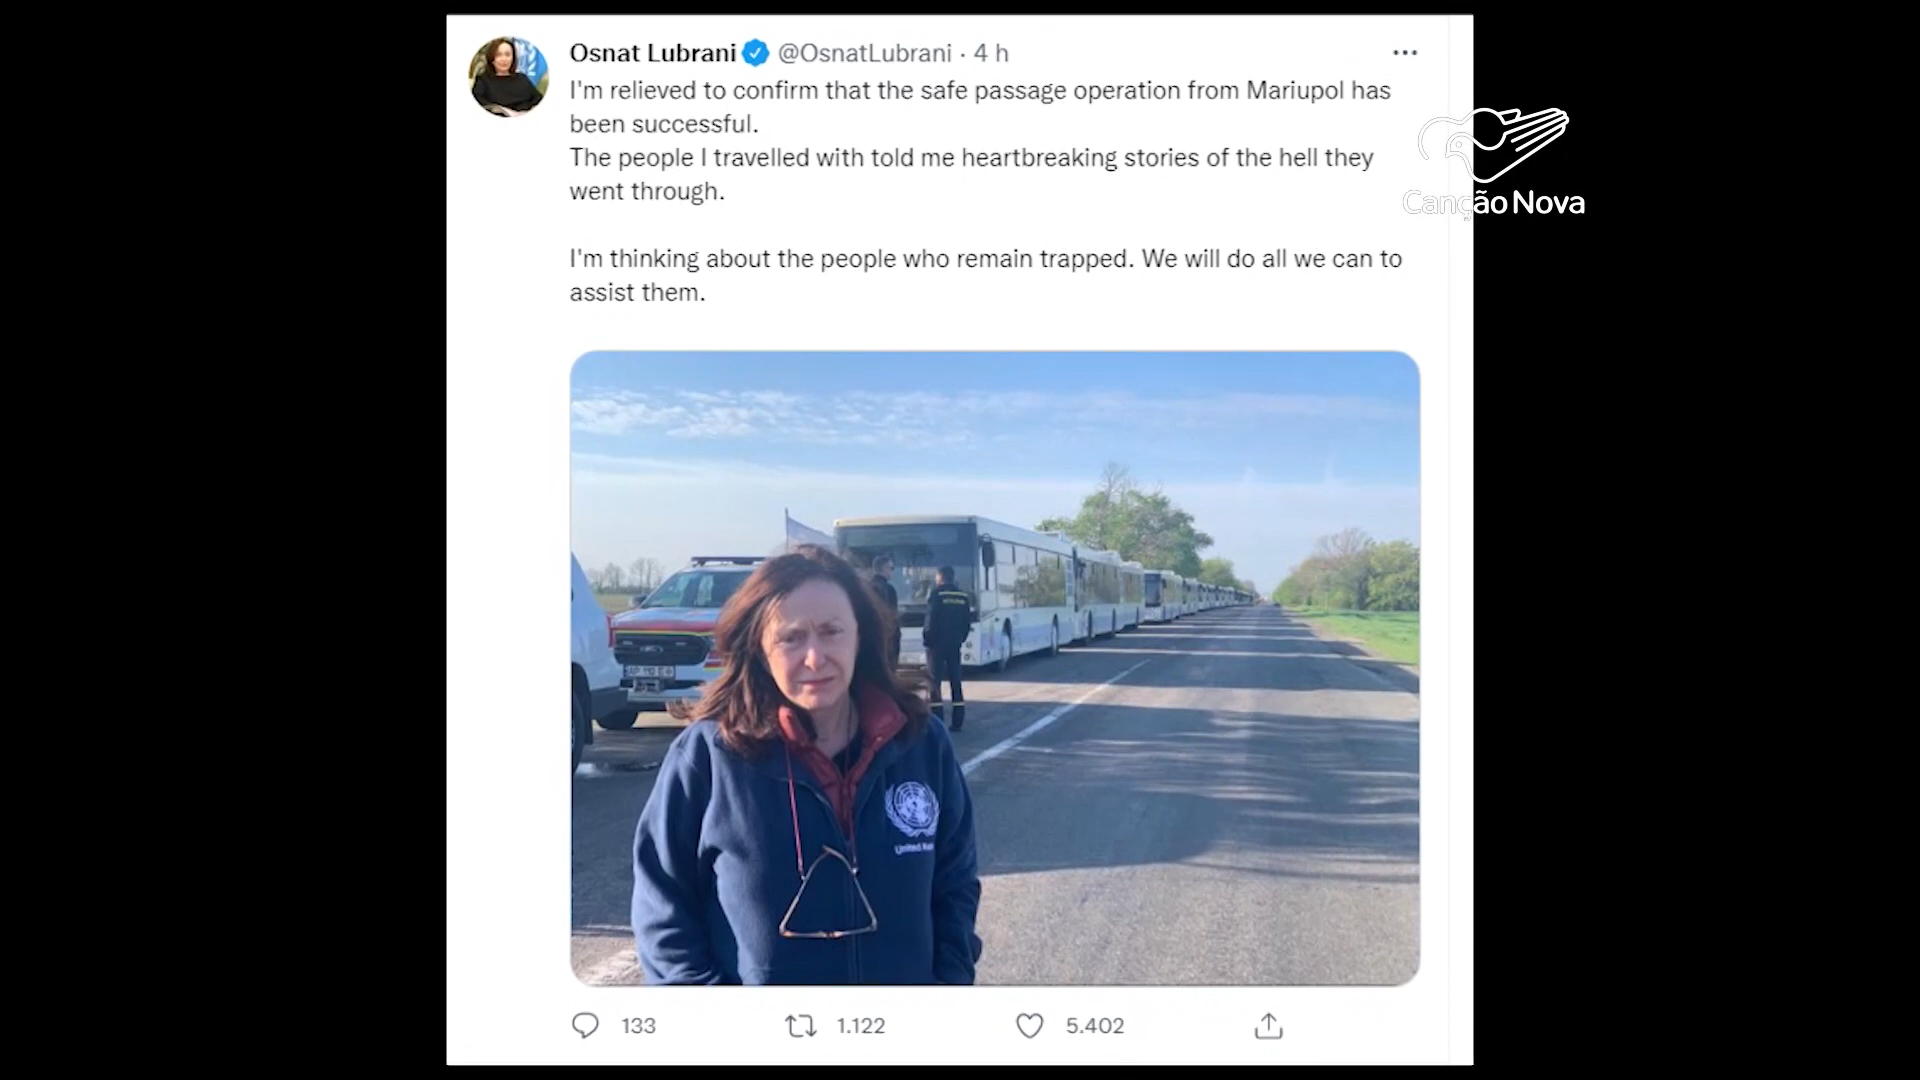 Osnat Lubrani @OsnatLubrani · 4 h
I'm relieved to confirm that the safe passage operation from Mariupol has
been successful.
The people I travelled with told me heartbreaking stories of the hell they
went through.
I'm thinking about the people who remain trapped. We will do all we can to
assist them.
Canção Nova
United
133 1.122 5.402